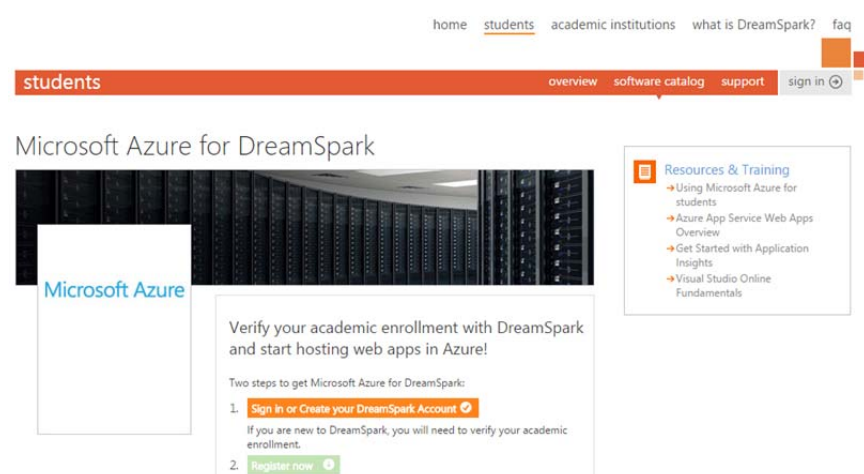 home students academic institutions what is DreamSpark? faq
students
overview software catalog support sign in
Microsoft Azure for DreamSpark
Microsoft Azure
Verify your academic enrollment with DreamSpark
and start hosting web apps in Azure!
Two steps to get Microsoft Azure for DreamSpark:
1. Sign in or Create your DreamSpark Account
If you are new to DreamSpark, you will need to verify your academic
enrollment.
2. Register now
Resources & Training
Using Microsoft Azure for
students
Azure App Service Web Apps
Overview
Get Started with Application
Insights
Visual Studio Online
Fundamentals